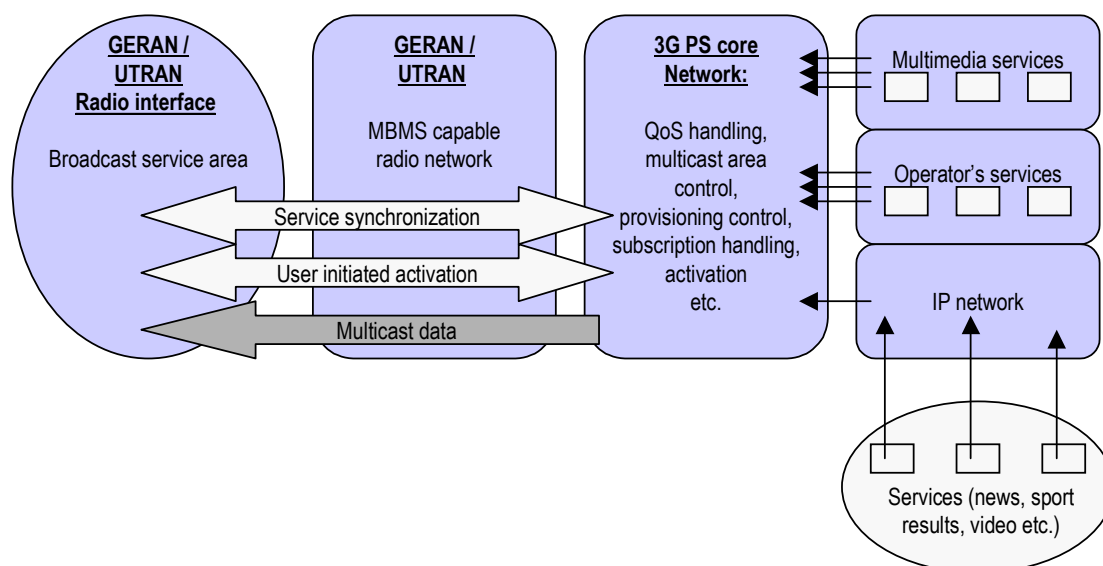 GERAN /
UTRAN
Radio interface
Broadcast service area
GERAN /
UTRAN
MBMS capable
radio network
3G PS core
Network:
QoS handling,
multicast area
control,
provisioning control,
subscription handling,
activation
etc.
Service synchronization
User initiated activation
Multicast data
Multimedia services
Operator’s services
IP network
Services (news, sport
results, video etc.)